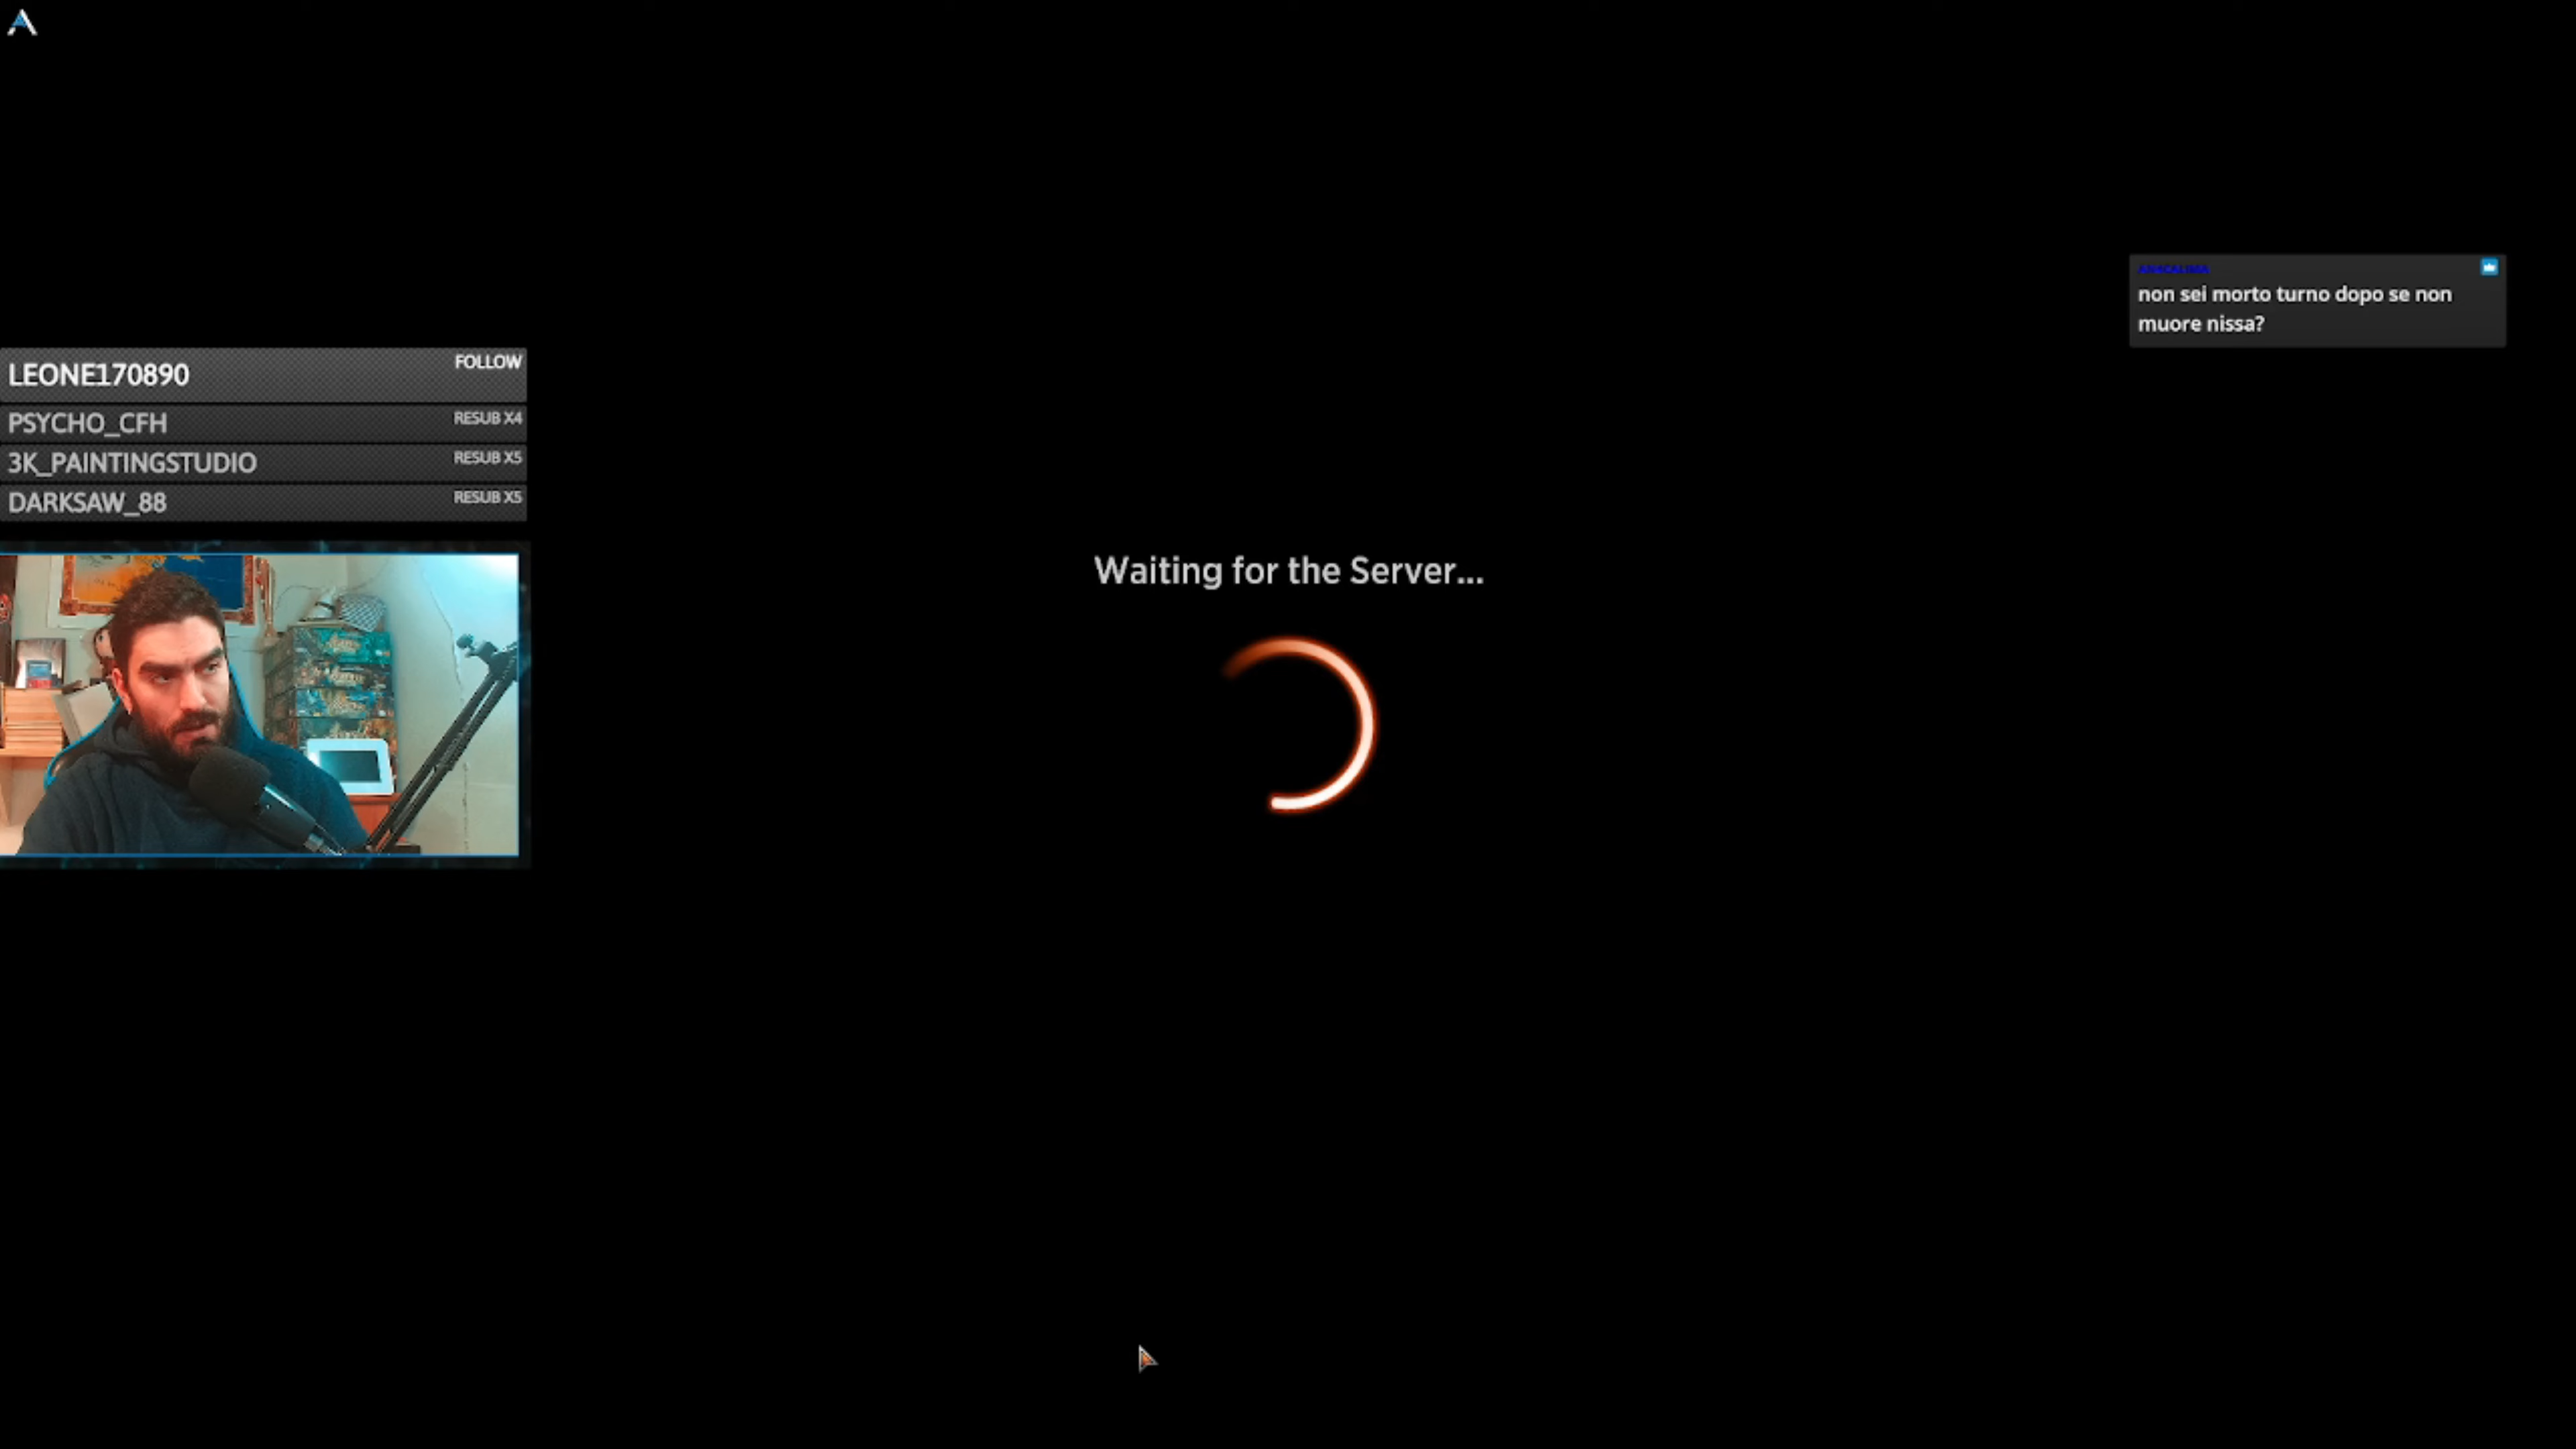 LEONE170890 FOLLOW
PSYCHO_CFH RESUB X4
3K_PAINTINGSTUDIO RESUB X5
DARKSAW_88 RESUB X5
Waiting for the Server...
non sei morto turno dopo se non
muore nissa?